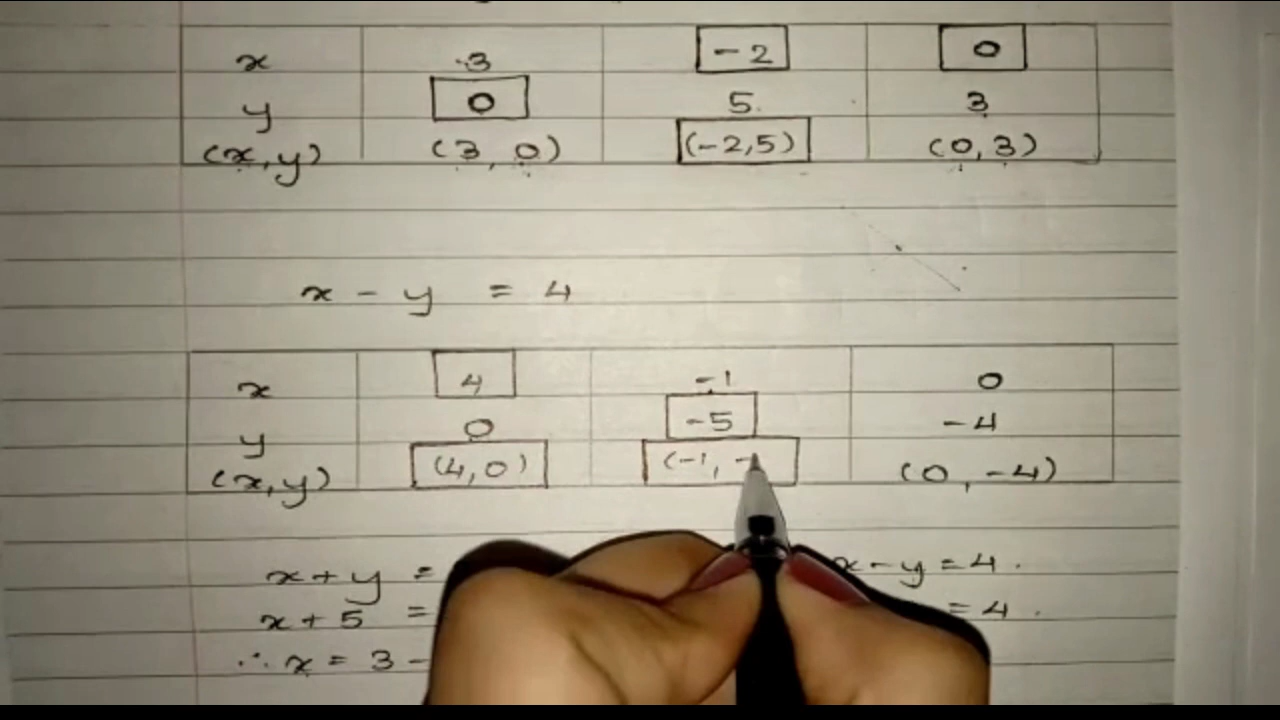 x 3 -2 0
y 0 5 3
(x,y) (3, 0) (-2,5) (0,3)
x - y = 4
x 4 -1 0
y 0 -5 -4
(x,y) (4,0) (-1, - (0, -4)
x+y = x-y=4.
x+5 = =4.
∴ x = 3 -